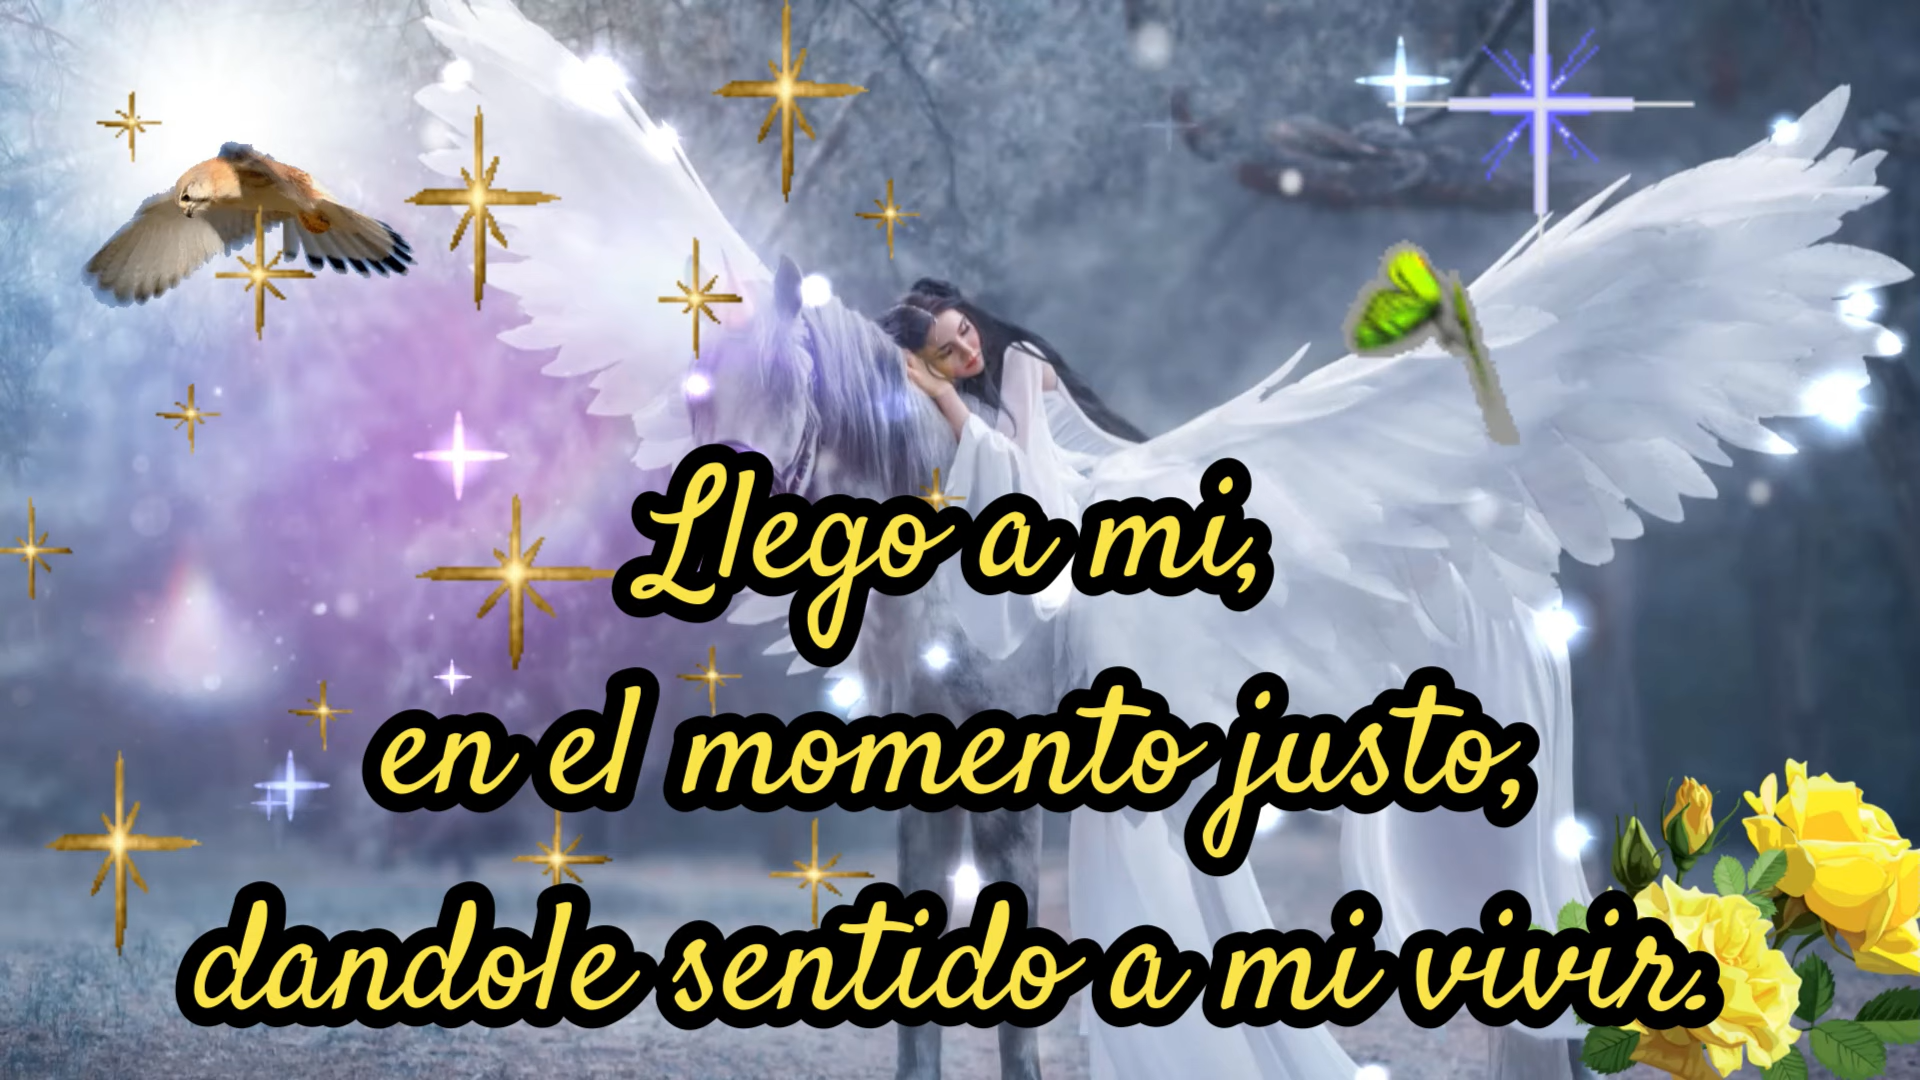 Llego a mi,
en el momento justo,
dandole sentido a mi vivir.